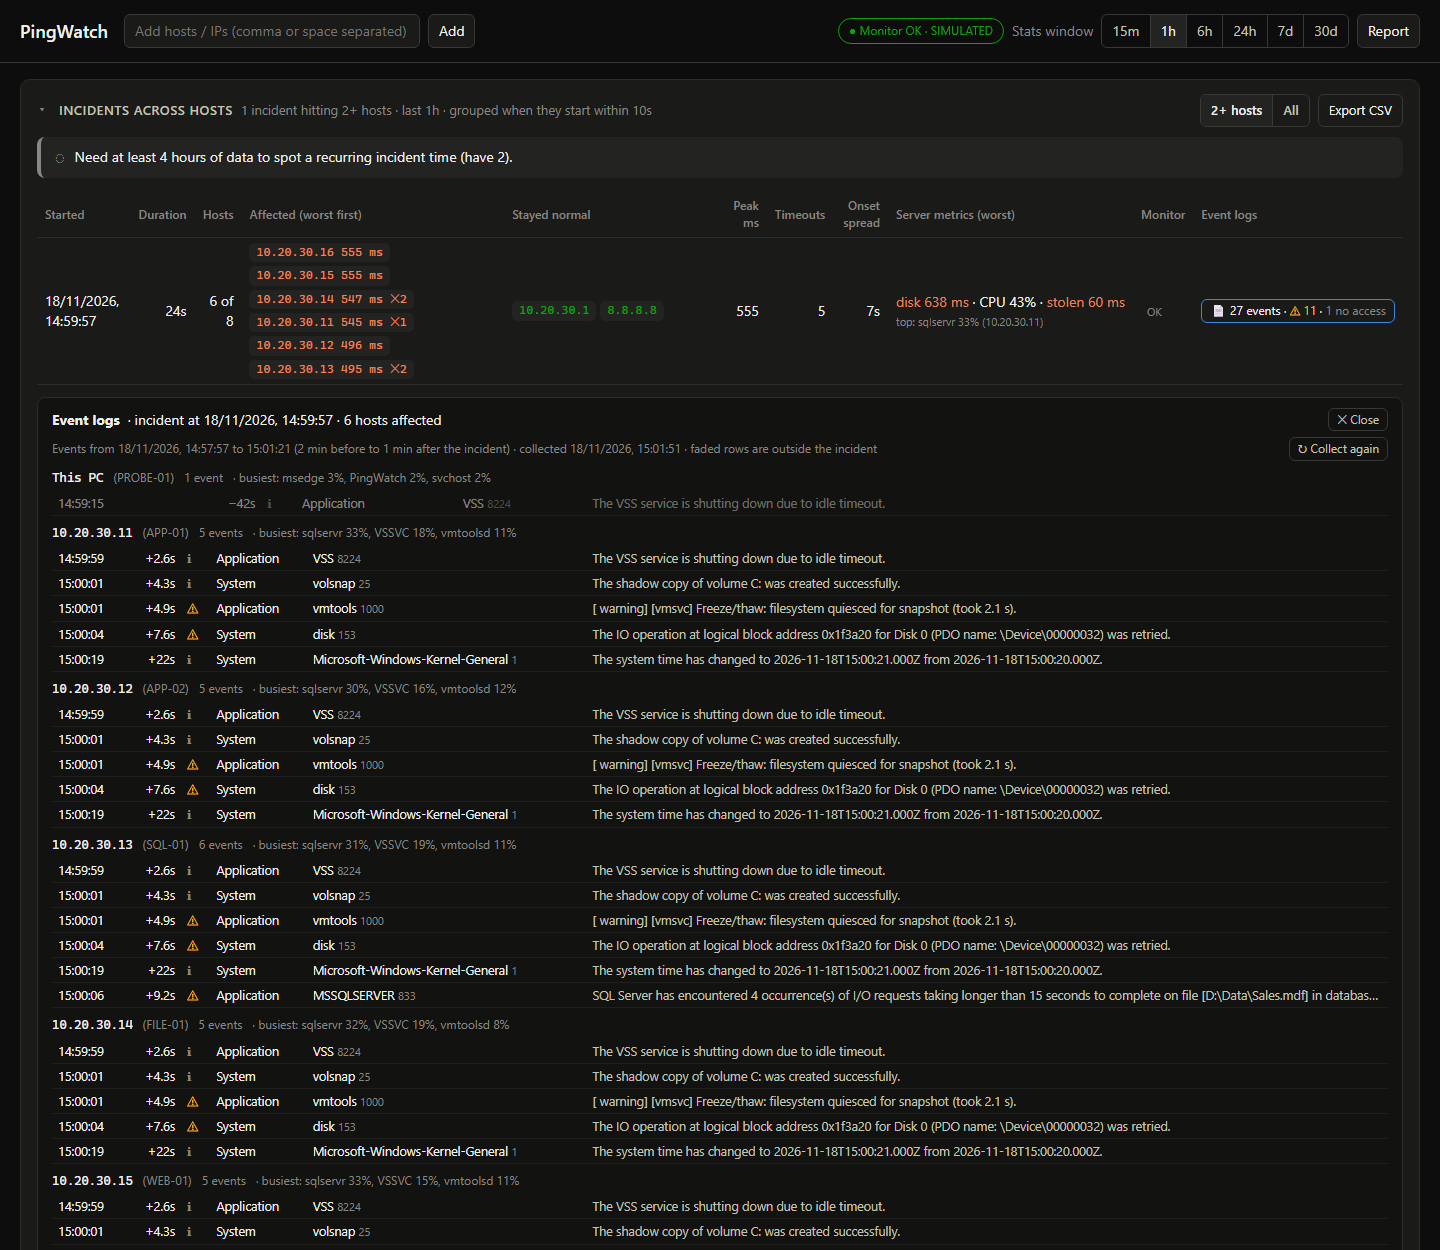 PingWatch Add hosts / IPs (comma or space separated) Add ● Monitor OK · SIMULATED Stats window 15m 1h 6h 24h 7d 30d Report
INCIDENTS ACROSS HOSTS 1 incident hitting 2+ hosts · last 1h · grouped when they start within 10s 2+ hosts All Export CSV
Need at least 4 hours of data to spot a recurring incident time (have 2).
Started Duration Hosts Affected (worst first) Stayed normal Peak ms Timeouts Onset spread Server metrics (worst) Monitor Event logs
18/11/2026, 14:59:57 24s 6 of 8
10.20.30.16 555 ms
10.20.30.15 555 ms
10.20.30.14 547 ms ✕2
10.20.30.11 545 ms ✕1
10.20.30.12 496 ms
10.20.30.13 495 ms ✕2
10.20.30.1 8.8.8.8 555 5 7s
disk 638 ms · CPU 43% · stolen 60 ms
top: sqlservr 33% (10.20.30.11)
OK 27 events · ⚠ 11 · 1 no access
Event logs · incident at 18/11/2026, 14:59:57 · 6 hosts affected ✕ Close
Events from 18/11/2026, 14:57:57 to 15:01:21 (2 min before to 1 min after the incident) · collected 18/11/2026, 15:01:51 · faded rows are outside the incident ↻ Collect again
This PC (PROBE-01) 1 event · busiest: msedge 3%, PingWatch 2%, svchost 2%
14:59:15 −42s ℹ Application VSS 8224 The VSS service is shutting down due to idle timeout.
10.20.30.11 (APP-01) 5 events · busiest: sqlservr 33%, VSSVC 18%, vmtoolsd 11%
14:59:59 +2.6s ℹ Application VSS 8224 The VSS service is shutting down due to idle timeout.
15:00:01 +4.3s ℹ System volsnap 25 The shadow copy of volume C: was created successfully.
15:00:01 +4.9s ⚠ Application vmtools 1000 [ warning] [vmsvc] Freeze/thaw: filesystem quiesced for snapshot (took 2.1 s).
15:00:04 +7.6s ⚠ System disk 153 The IO operation at logical block address 0x1f3a20 for Disk 0 (PDO name: \Device\00000032) was retried.
15:00:19 +22s ℹ System Microsoft-Windows-Kernel-General 1 The system time has changed to 2026-11-18T15:00:21.000Z from 2026-11-18T15:00:20.000Z.
10.20.30.12 (APP-02) 5 events · busiest: sqlservr 30%, VSSVC 16%, vmtoolsd 12%
14:59:59 +2.6s ℹ Application VSS 8224 The VSS service is shutting down due to idle timeout.
15:00:01 +4.3s ℹ System volsnap 25 The shadow copy of volume C: was created successfully.
15:00:01 +4.9s ⚠ Application vmtools 1000 [ warning] [vmsvc] Freeze/thaw: filesystem quiesced for snapshot (took 2.1 s).
15:00:04 +7.6s ⚠ System disk 153 The IO operation at logical block address 0x1f3a20 for Disk 0 (PDO name: \Device\00000032) was retried.
15:00:19 +22s ℹ System Microsoft-Windows-Kernel-General 1 The system time has changed to 2026-11-18T15:00:21.000Z from 2026-11-18T15:00:20.000Z.
10.20.30.13 (SQL-01) 6 events · busiest: sqlservr 31%, VSSVC 19%, vmtoolsd 11%
14:59:59 +2.6s ℹ Application VSS 8224 The VSS service is shutting down due to idle timeout.
15:00:01 +4.3s ℹ System volsnap 25 The shadow copy of volume C: was created successfully.
15:00:01 +4.9s ⚠ Application vmtools 1000 [ warning] [vmsvc] Freeze/thaw: filesystem quiesced for snapshot (took 2.1 s).
15:00:04 +7.6s ⚠ System disk 153 The IO operation at logical block address 0x1f3a20 for Disk 0 (PDO name: \Device\00000032) was retried.
15:00:19 +22s ℹ System Microsoft-Windows-Kernel-General 1 The system time has changed to 2026-11-18T15:00:21.000Z from 2026-11-18T15:00:20.000Z.
15:00:06 +9.2s ⚠ Application MSSQLSERVER 833 SQL Server has encountered 4 occurrence(s) of I/O requests taking longer than 15 seconds to complete on file [D:\Data\Sales.mdf] in databas…
10.20.30.14 (FILE-01) 5 events · busiest: sqlservr 32%, VSSVC 19%, vmtoolsd 8%
14:59:59 +2.6s ℹ Application VSS 8224 The VSS service is shutting down due to idle timeout.
15:00:01 +4.3s ℹ System volsnap 25 The shadow copy of volume C: was created successfully.
15:00:01 +4.9s ⚠ Application vmtools 1000 [ warning] [vmsvc] Freeze/thaw: filesystem quiesced for snapshot (took 2.1 s).
15:00:04 +7.6s ⚠ System disk 153 The IO operation at logical block address 0x1f3a20 for Disk 0 (PDO name: \Device\00000032) was retried.
15:00:19 +22s ℹ System Microsoft-Windows-Kernel-General 1 The system time has changed to 2026-11-18T15:00:21.000Z from 2026-11-18T15:00:20.000Z.
10.20.30.15 (WEB-01) 5 events · busiest: sqlservr 33%, VSSVC 15%, vmtoolsd 11%
14:59:59 +2.6s ℹ Application VSS 8224 The VSS service is shutting down due to idle timeout.
15:00:01 +4.3s ℹ System volsnap 25 The shadow copy of volume C: was created successfully.